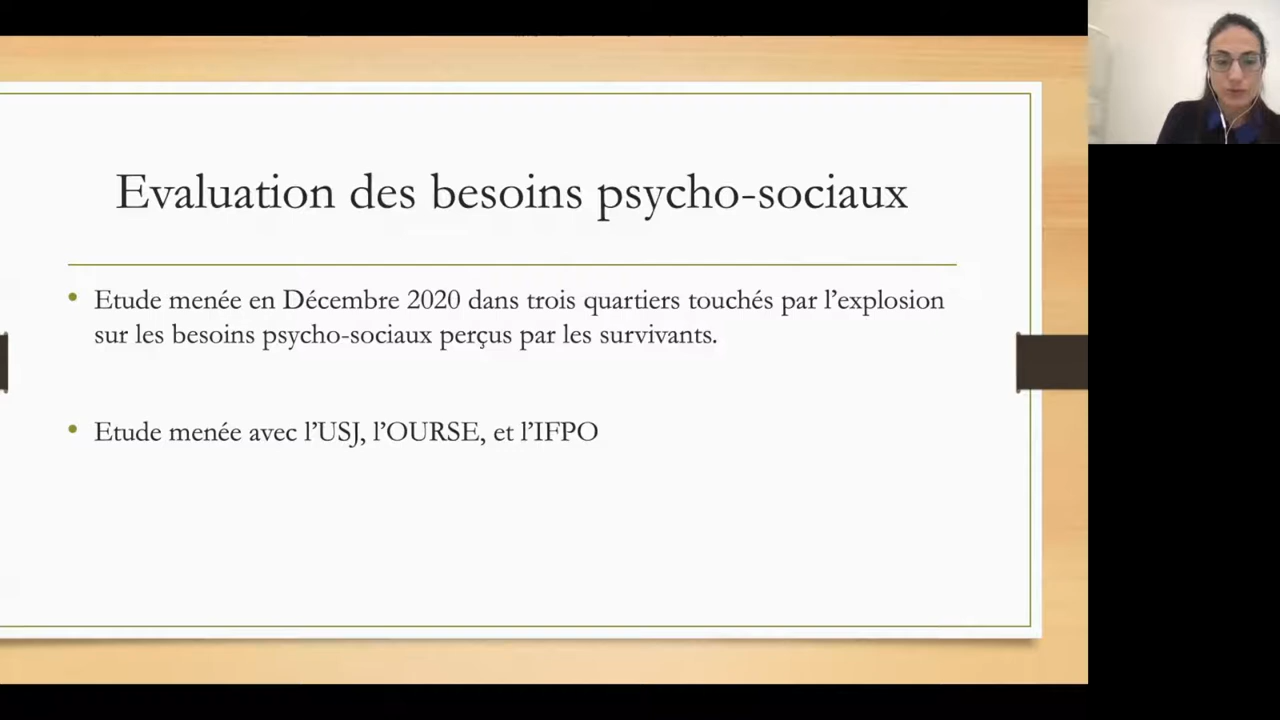 Evaluation des besoins psycho-sociaux
• Etude menée en Décembre 2020 dans trois quartiers touchés par l’explosion
sur les besoins psycho-sociaux perçus par les survivants.
• Etude menée avec l’USJ, l’OURSE, et l’IFPO